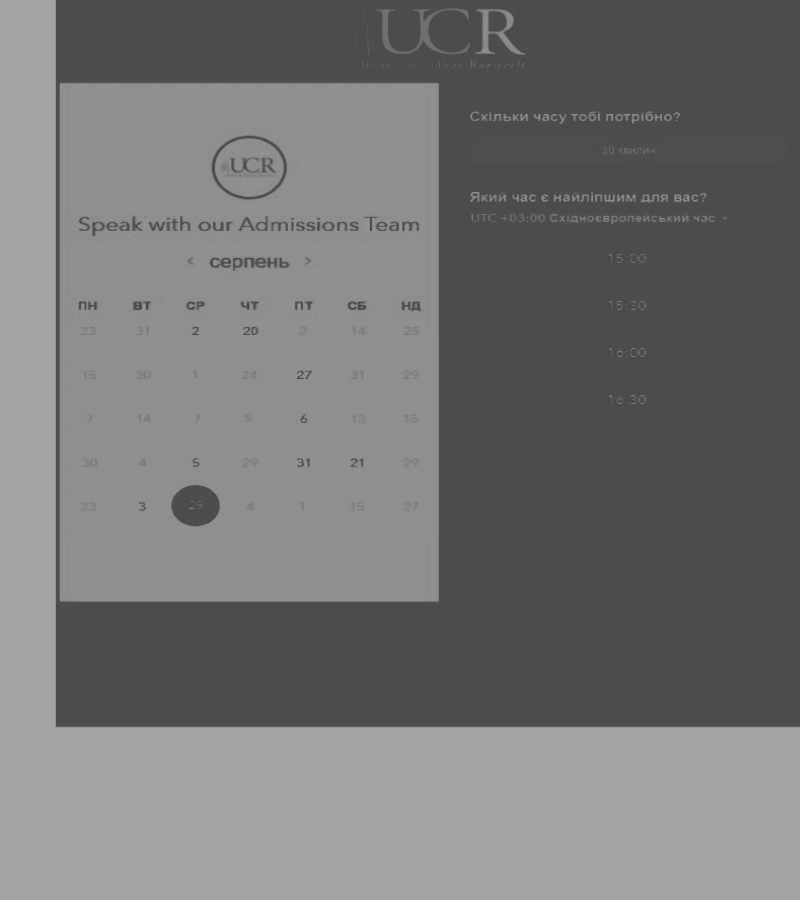 UCR
University College Roosevelt
UCR
Speak with our Admissions Team
< серпень >
ПН ВТ СР ЧТ ПТ СБ НД
23 31 2 20 2 14 28
15 30 1 24 27 31 29
7 14 7 5 6 13 15
30 4 5 29 31 21 29
23 3 29 4 1 15 27
Скільки часу тобі потрібно?
30 хвилин
Який час є найліпшим для вас?
UTC +03:00 Східноєвропейський час
15:00
15:30
16:00
16:30